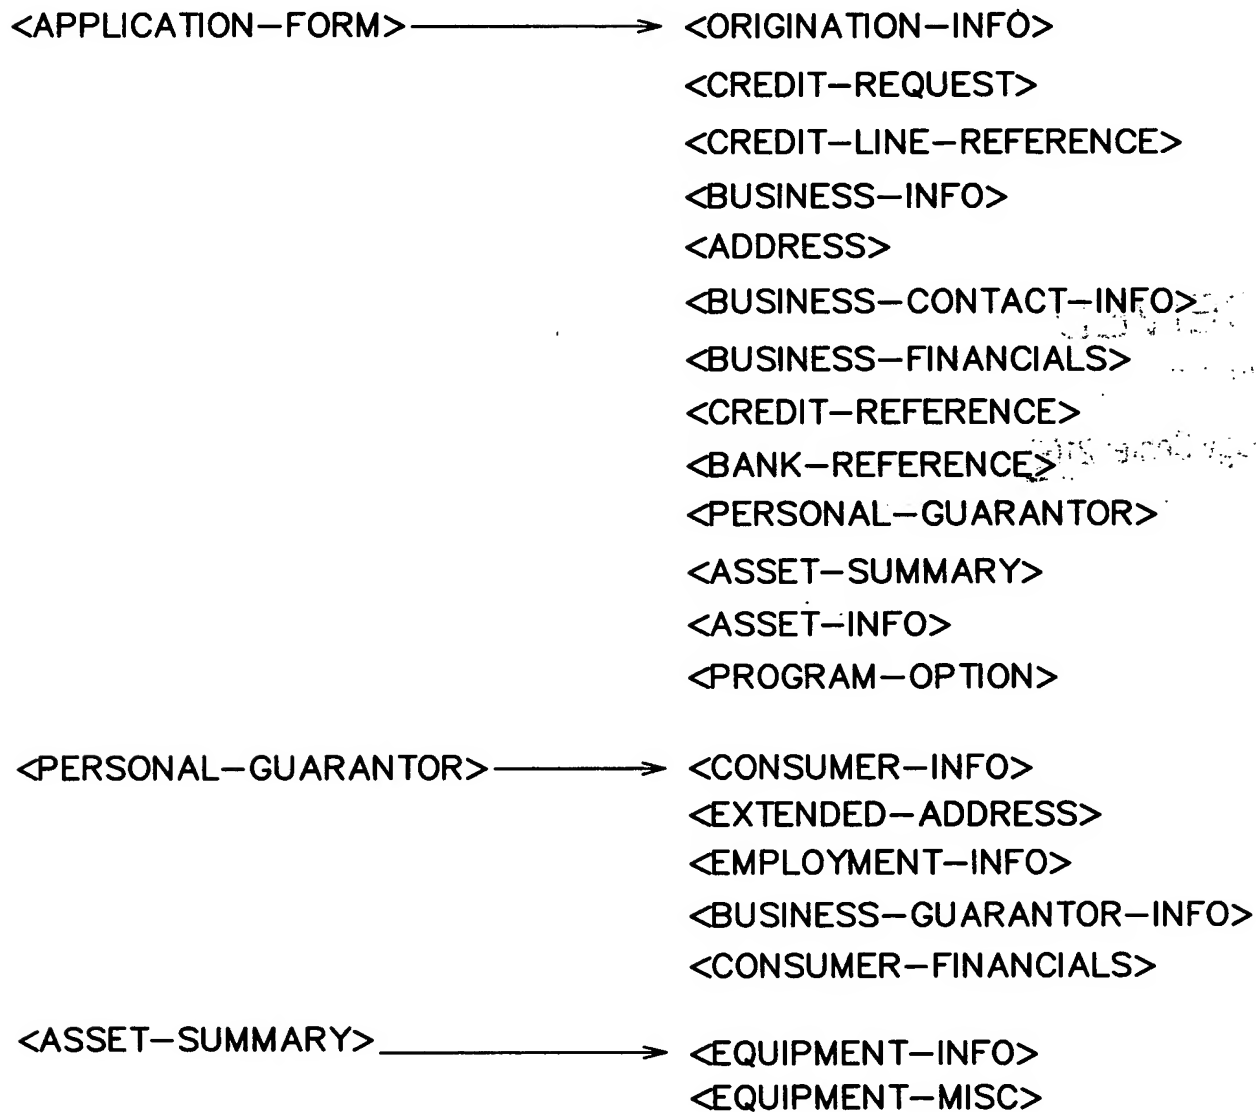 <APPLICATION-FORM> → <ORIGINATION-INFO>
<CREDIT-REQUEST>
<CREDIT-LINE-REFERENCE>
<BUSINESS-INFO>
<ADDRESS>
<BUSINESS-CONTACT-INFO>
<BUSINESS-FINANCIALS>
<CREDIT-REFERENCE>
<BANK-REFERENCE>
<PERSONAL-GUARANTOR>
<ASSET-SUMMARY>
<ASSET-INFO>
<PROGRAM-OPTION>
<PERSONAL-GUARANTOR> → <CONSUMER-INFO>
<EXTENDED-ADDRESS>
<EMPLOYMENT-INFO>
<BUSINESS-GUARANTOR-INFO>
<CONSUMER-FINANCIALS>
<ASSET-SUMMARY> → <EQUIPMENT-INFO>
<EQUIPMENT-MISC>